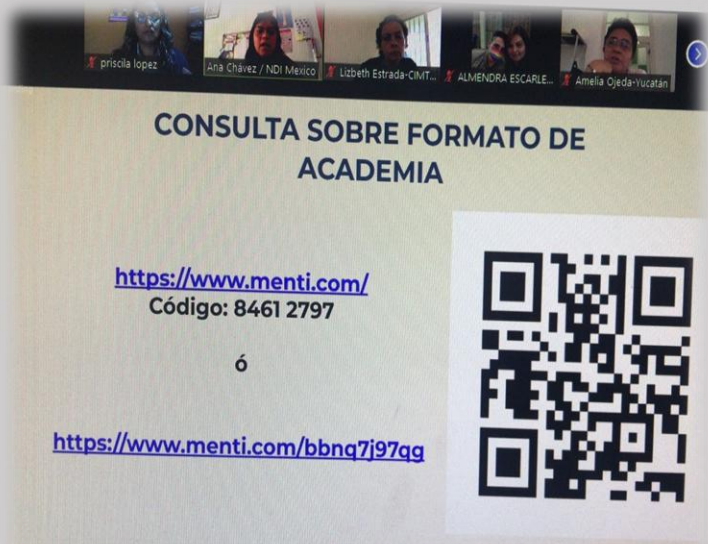 priscila lopez
Ana Chávez / NDI Mexico
Lizbeth Estrada-CIMT...
ALMENDRA ESCARLE...
Amelia Ojeda-Yucatán
CONSULTA SOBRE FORMATO DE
ACADEMIA
https://www.menti.com/
Código: 8461 2797
ó
https://www.menti.com/bbnq7j97qg